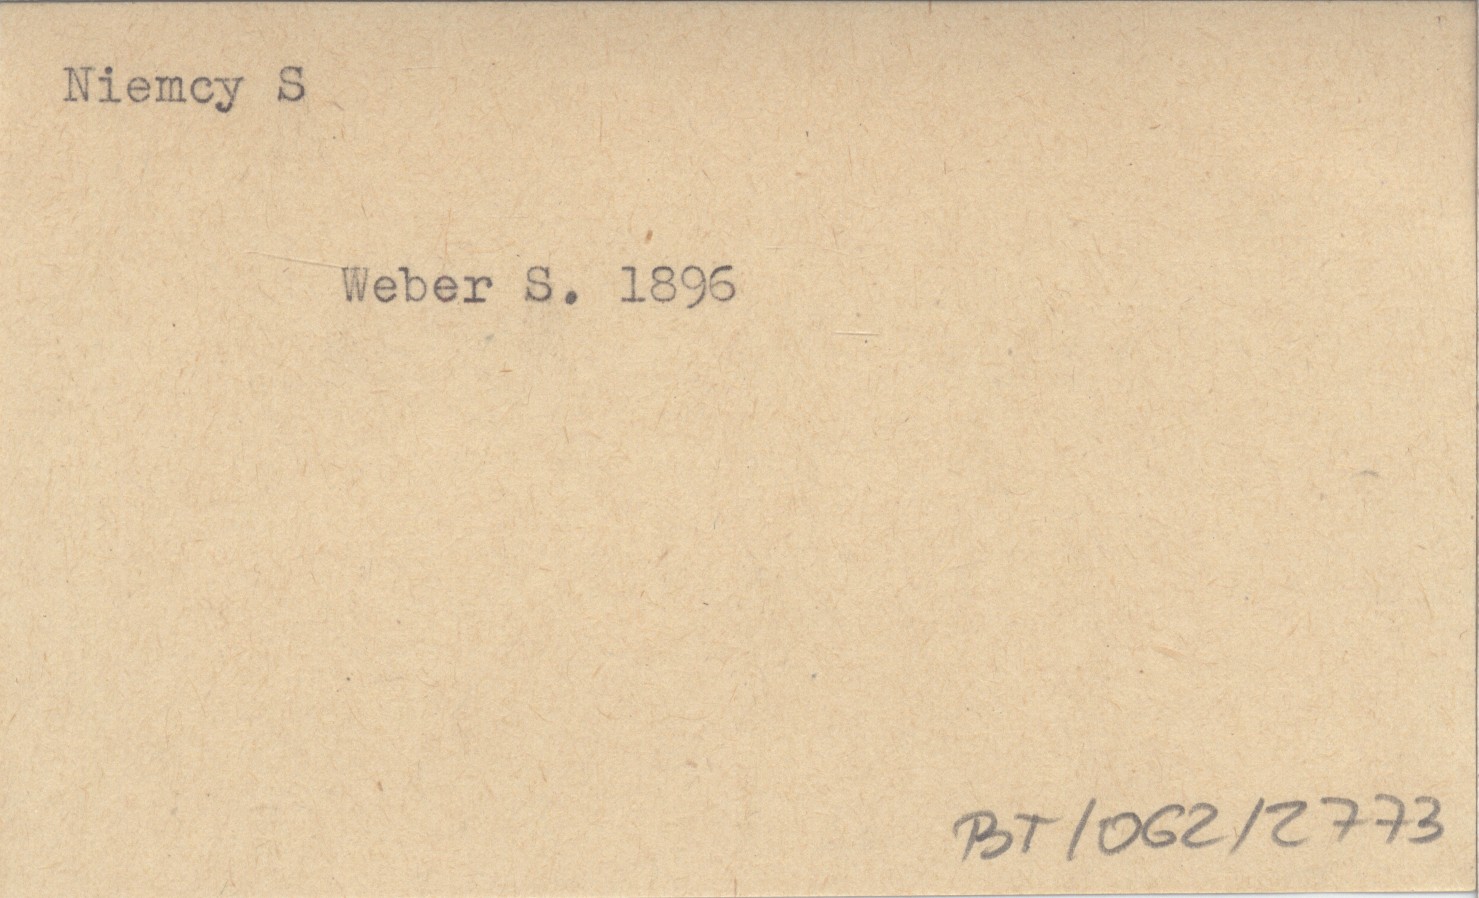 Niemcy S
Weber S. 1896
BT/062/2773